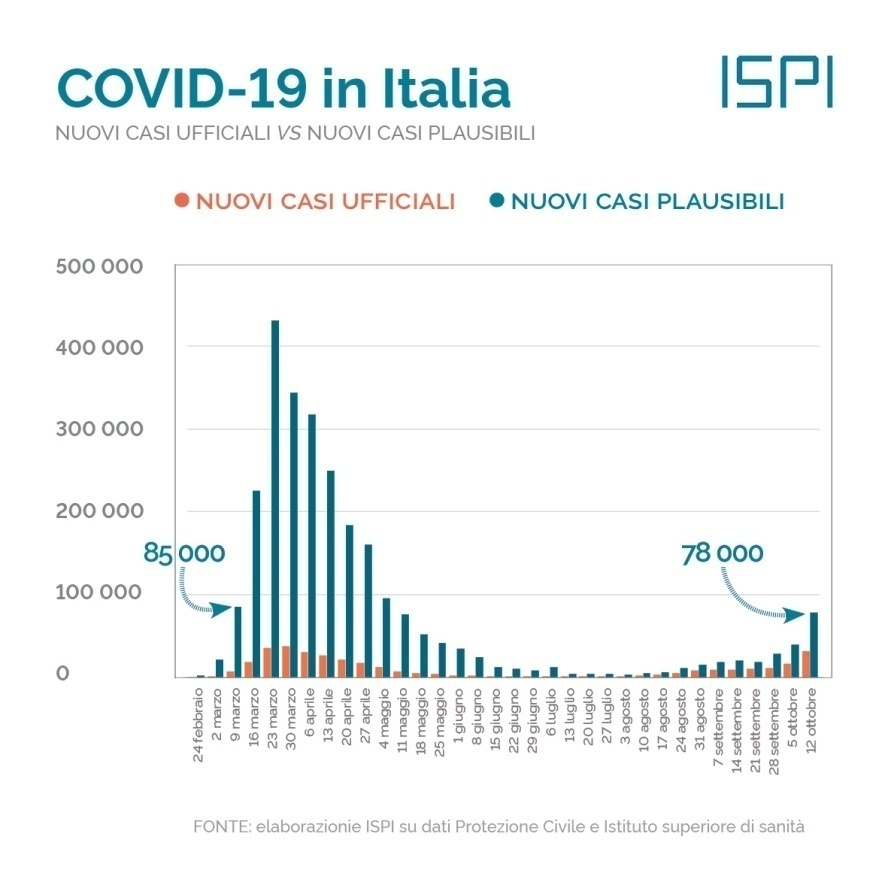 COVID-19 in Italia
ISPI
NUOVI CASI UFFICIALI VS NUOVI CASI PLAUSIBILI
NUOVI CASI UFFICIALI
NUOVI CASI PLAUSIBILI
500 000
400 000
300 000
200 000
85 000
78 000
100 000
0
24 febbraio
2 marzo
9 marzo
16 marzo
23 marzo
30 marzo
6 aprile
13 aprile
20 aprile
27 aprile
4 maggio
11 maggio
18 maggio
25 maggio
1 giugno
8 giugno
15 giugno
22 giugno
29 giugno
6 luglio
13 luglio
20 luglio
27 luglio
3 agosto
10 agosto
17 agosto
24 agosto
31 agosto
7 settembre
14 settembre
21 settembre
28 settembre
5 ottobre
12 ottobre
FONTE: elaborazionie ISPI su dati Protezione Civile e Istituto superiore di sanità